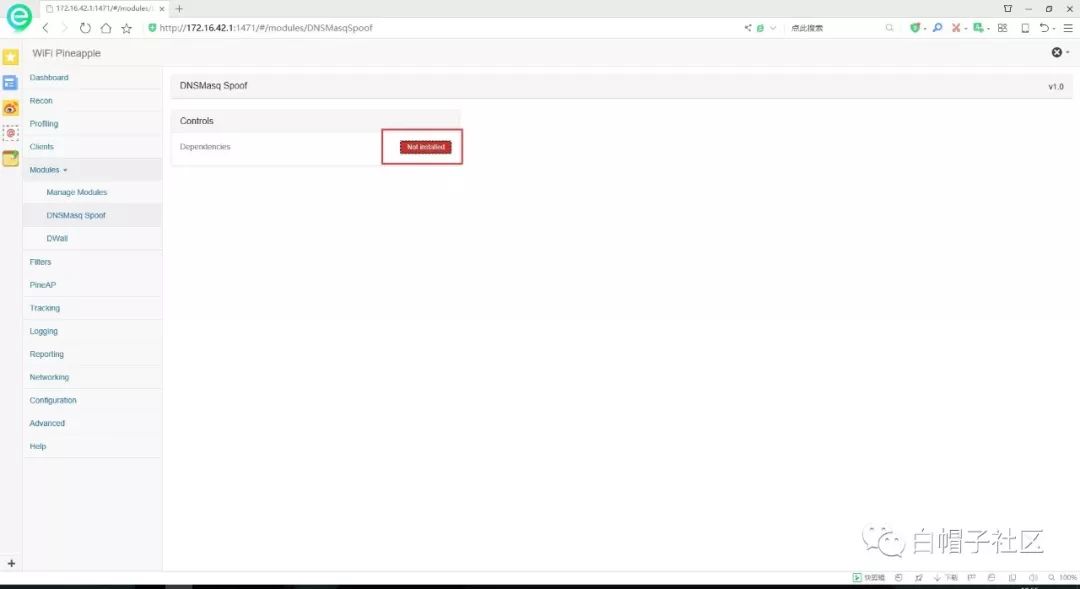 172.16.42.1:1471/#/modules/
http://172.16.42.1:1471/#/modules/DNSMasqSpoof
点此搜索
WiFi Pineapple
Dashboard
DNSMasq Spoof
v1.0
Recon
Profiling
Controls
Clients
Dependencies
Not installed
Modules
Manage Modules
DNSMasq Spoof
DWall
Filters
PineAP
Tracking
Logging
Reporting
Networking
Configuration
Advanced
Help
白帽子社区
快剪辑
下载
100%